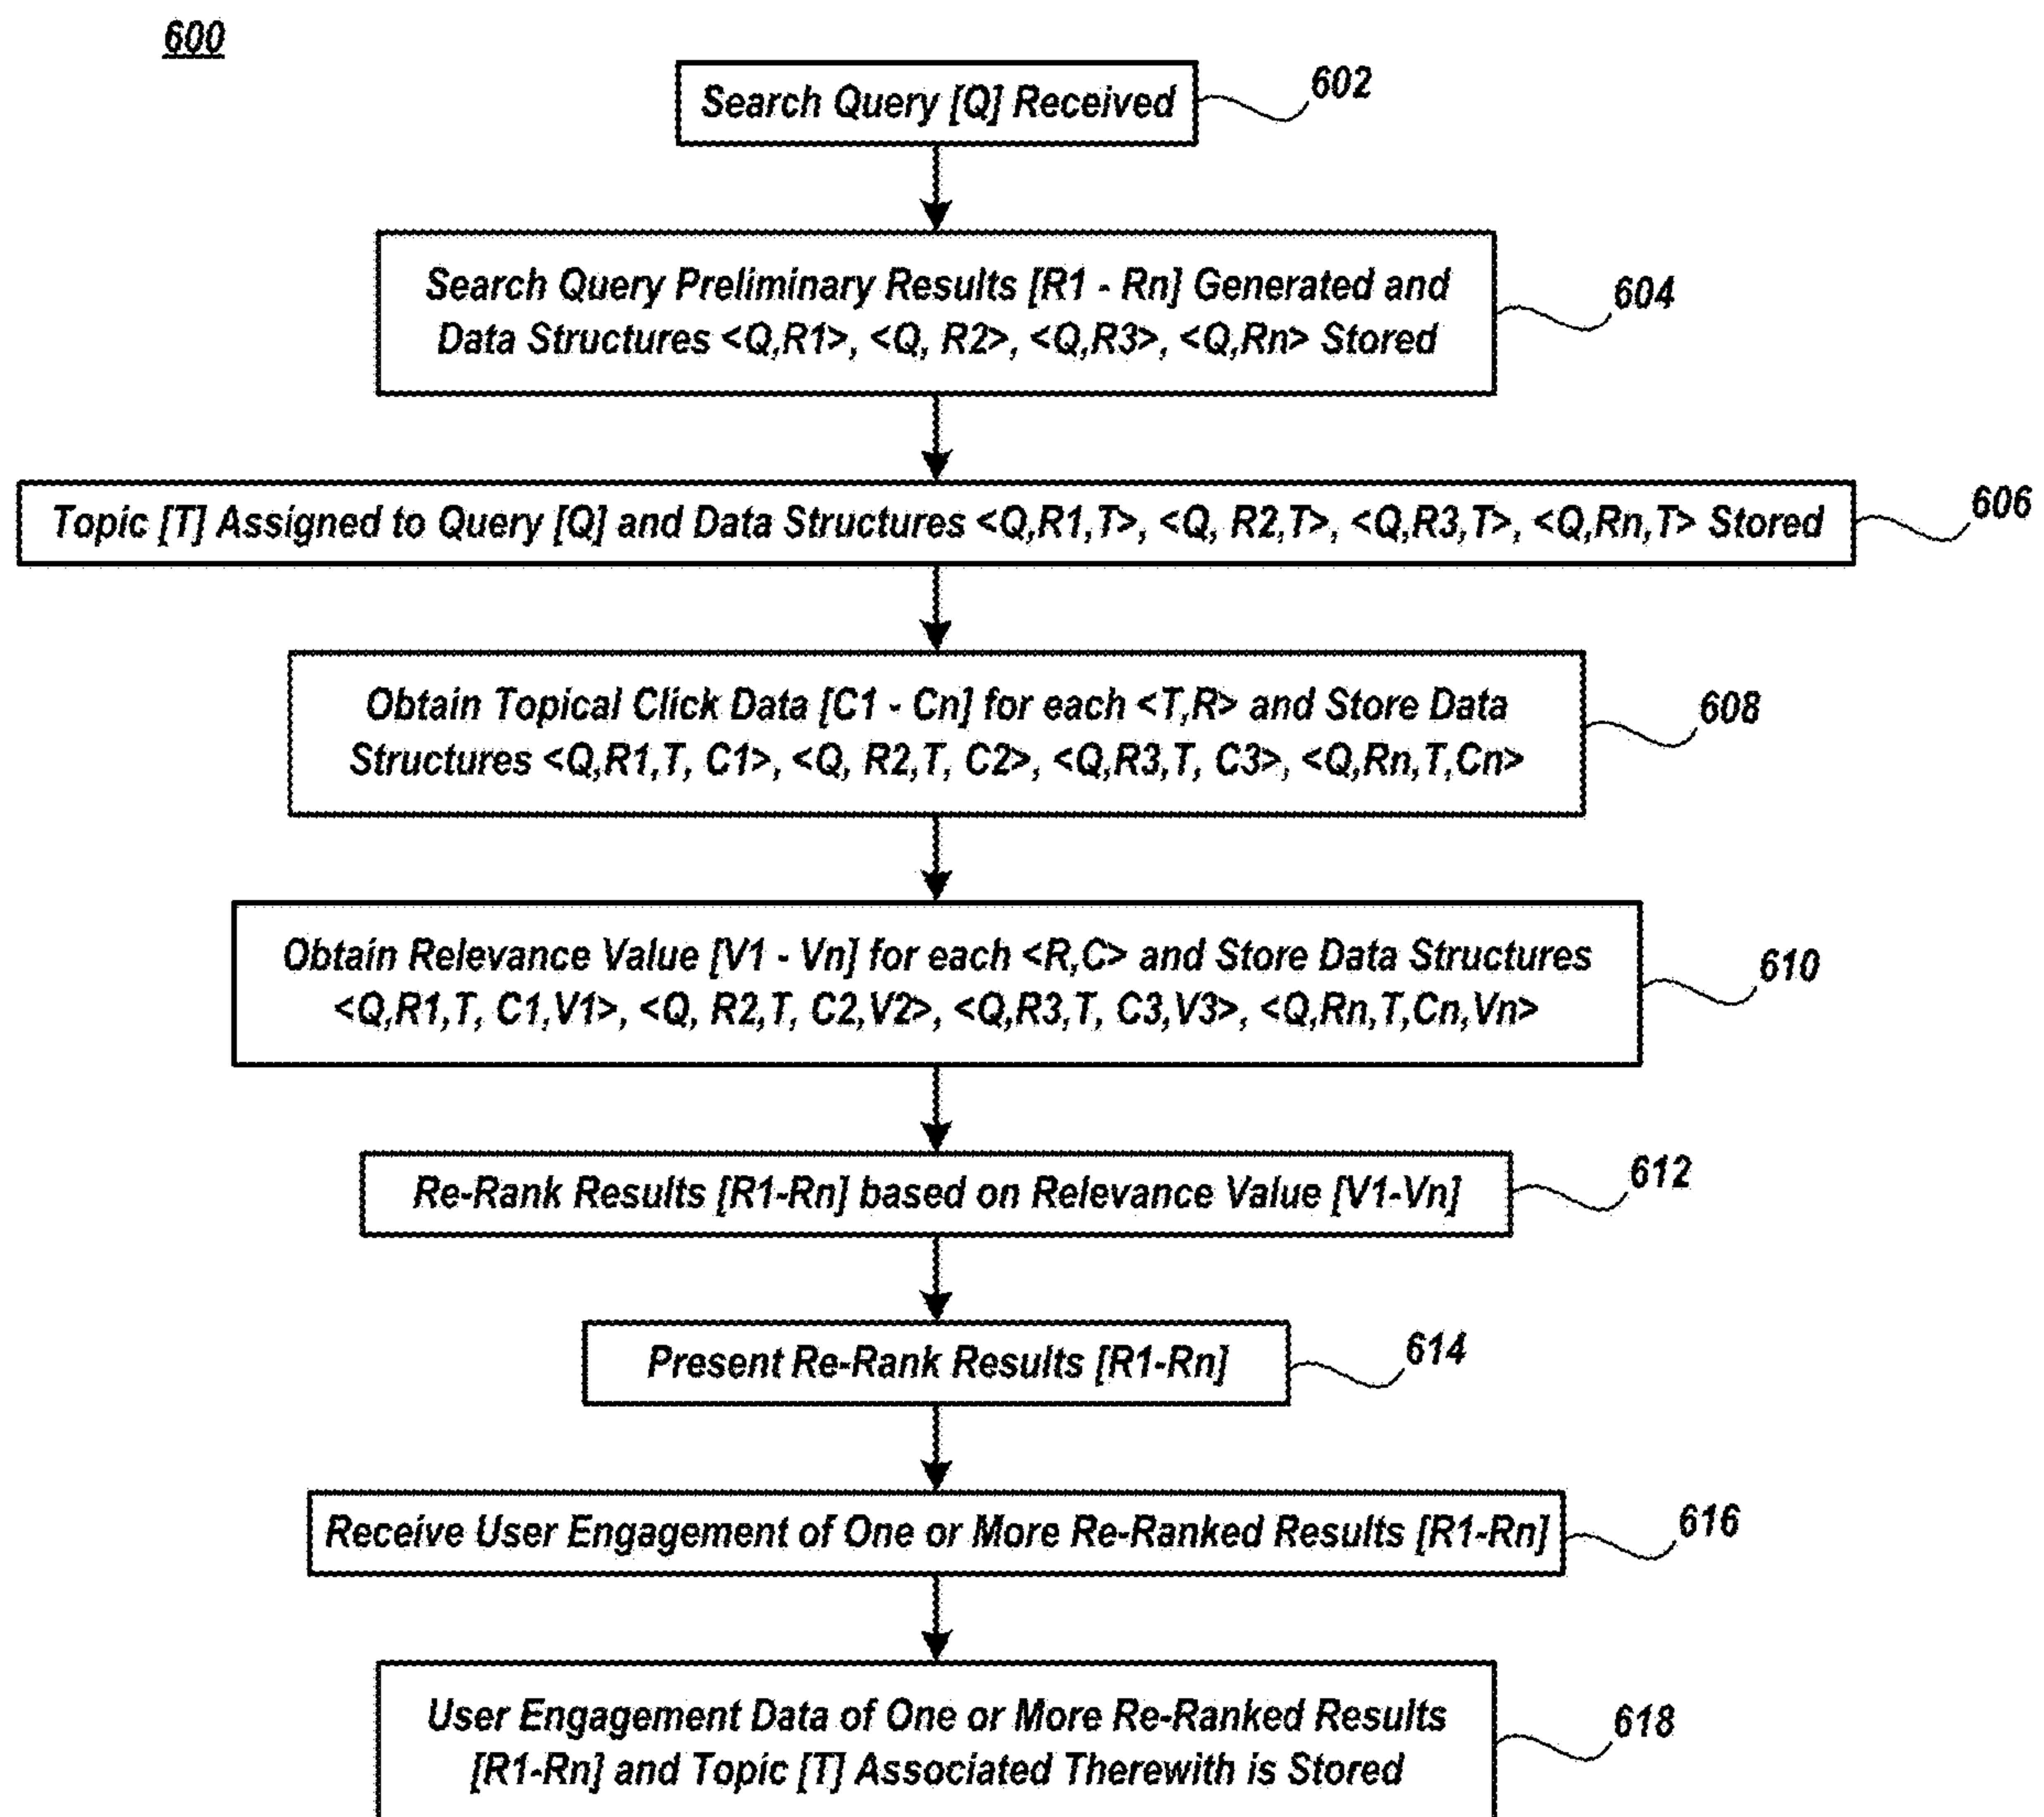 600
Search Query [Q] Received
602
Search Query Preliminary Results [R1 - Rn] Generated and
Data Structures <Q,R1>, <Q, R2>, <Q,R3>, <Q,Rn> Stored
604
Topic [T] Assigned to Query [Q] and Data Structures <Q,R1,T>, <Q, R2,T>, <Q,R3,T>, <Q,Rn,T> Stored
606
Obtain Topical Click Data [C1 - Cn] for each <T,R> and Store Data
Structures <Q,R1,T, C1>, <Q, R2,T, C2>, <Q,R3,T, C3>, <Q,Rn,T,Cn>
608
Obtain Relevance Value [V1 - Vn] for each <R,C> and Store Data Structures
<Q,R1,T, C1,V1>, <Q, R2,T, C2,V2>, <Q,R3,T, C3,V3>, <Q,Rn,T,Cn,Vn>
610
Re-Rank Results [R1-Rn] based on Relevance Value [V1-Vn]
612
Present Re-Rank Results [R1-Rn]
614
Receive User Engagement of One or More Re-Ranked Results [R1-Rn]
616
User Engagement Data of One or More Re-Ranked Results
[R1-Rn] and Topic [T] Associated Therewith is Stored
618